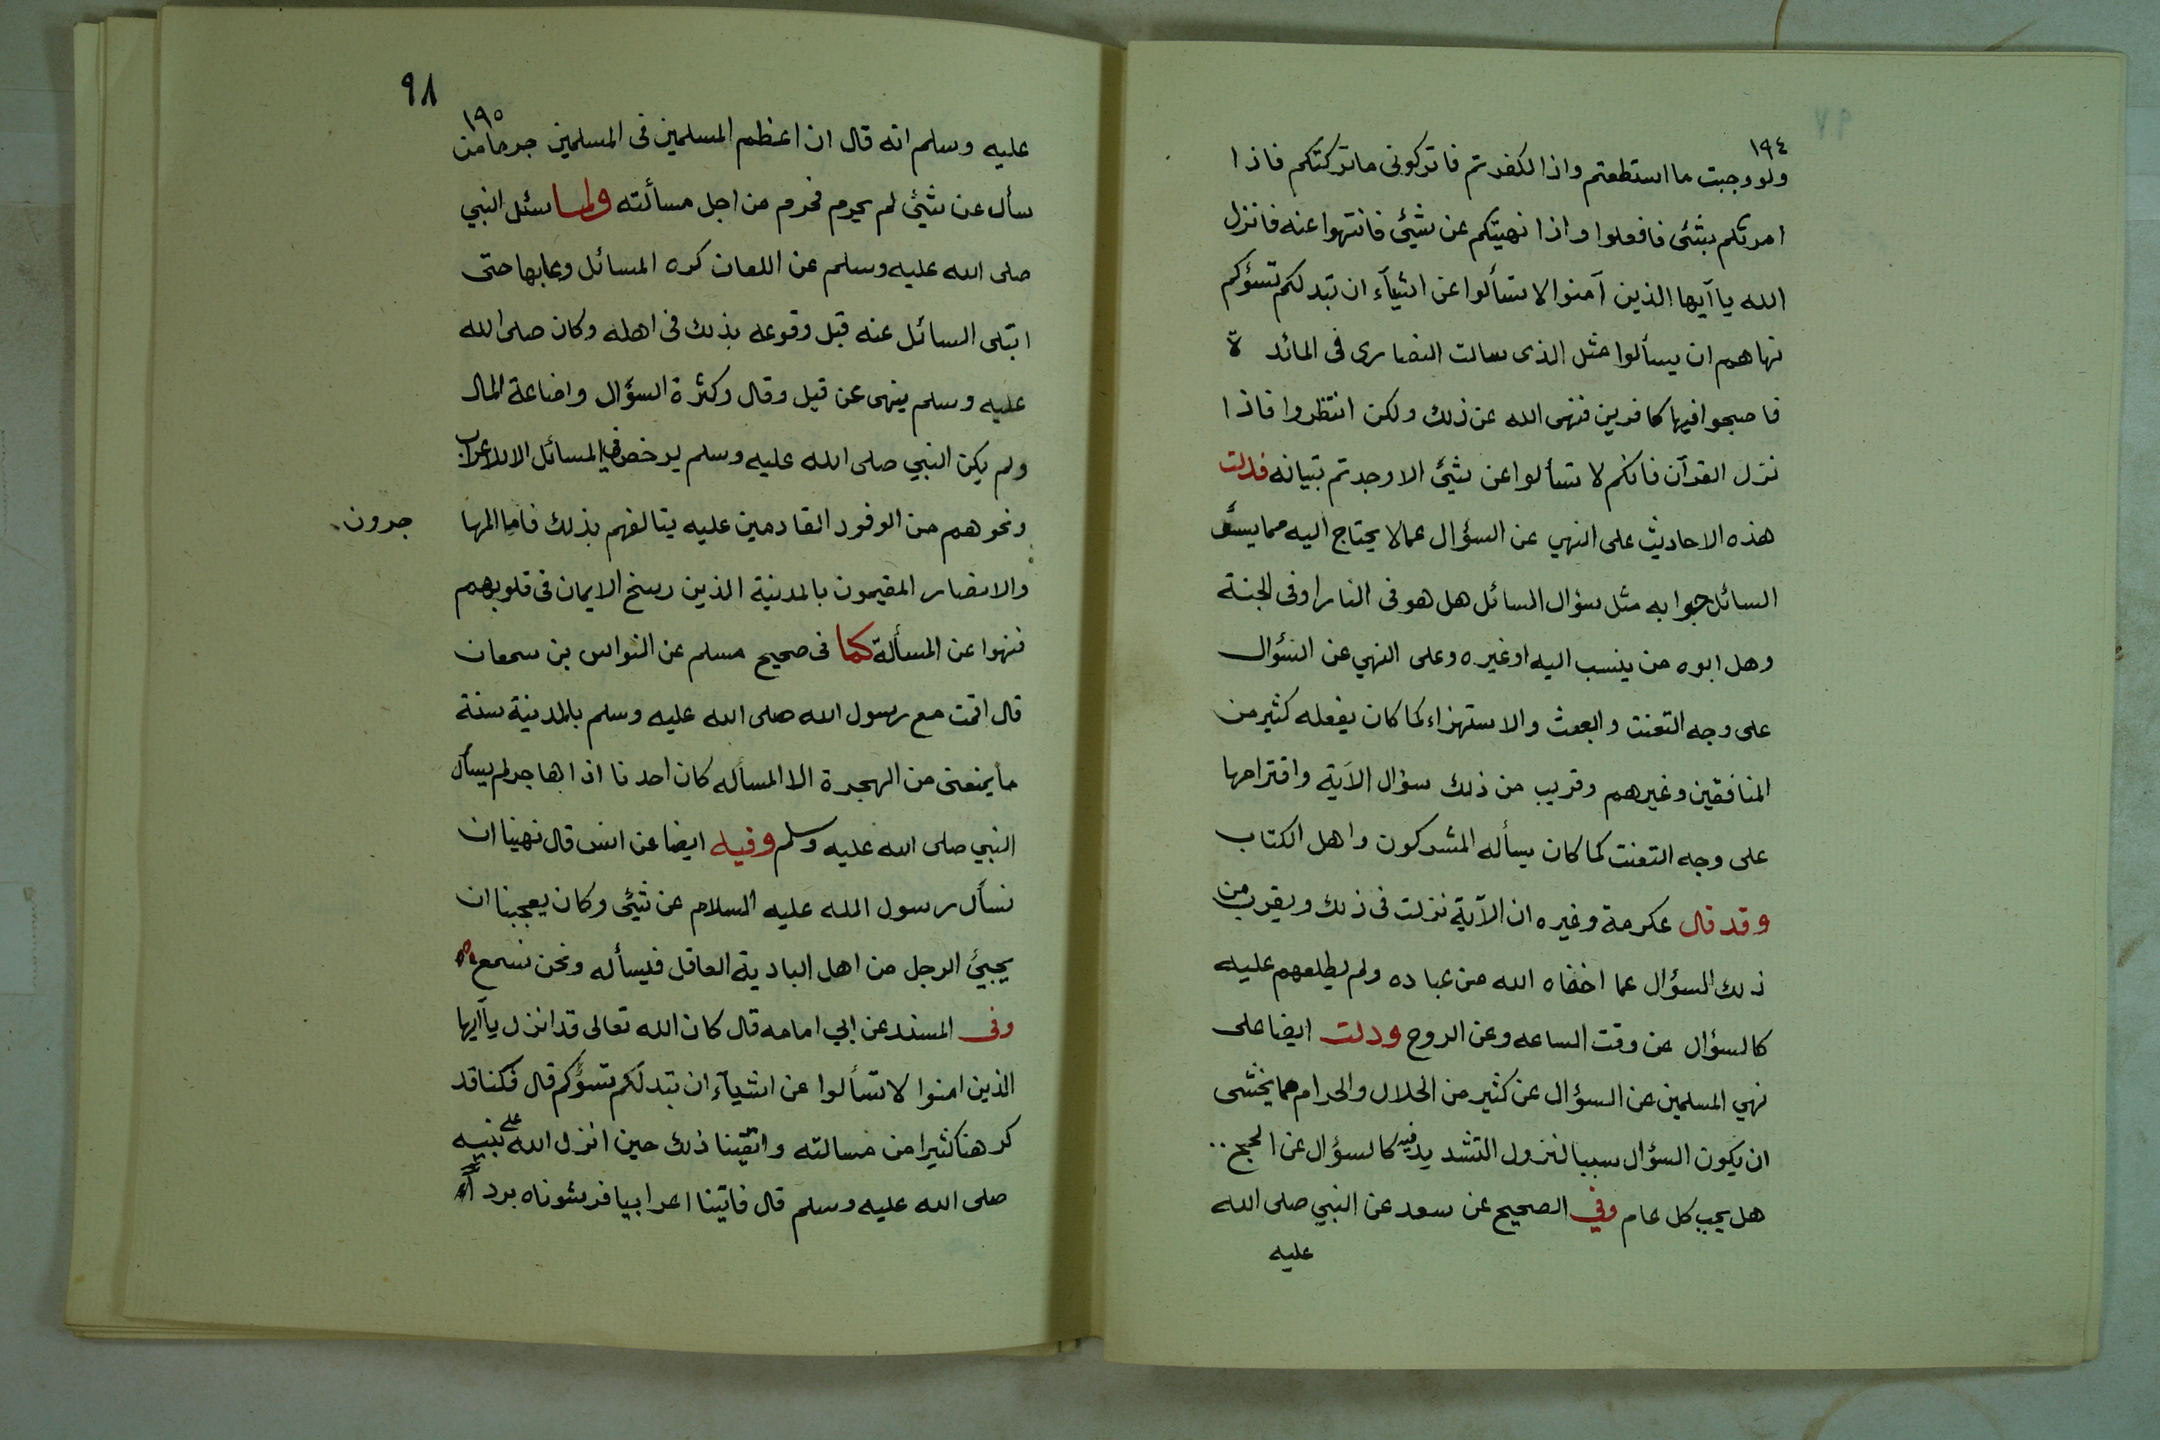 ١٩٤
ولو وجبت ما استطعتم واذا لكفرتم فاتركونى ماتركتكم فاذا
امرتكم بشئ فافعلوا واذا نهيتكم عن شئ فانتهوا عنه فانزل
الله يا آيها الذين آمنوا لا تسألوا عن اشيآء ان تبدلكم تسؤكم
نهاهم ان يسألوا مثل الذى سالت النصارى فى المائدة
فاصبحوا فيها كافرين فنهى الله عن ذلك ولكن انتظروا فاذا
نزل القرآن فانكم لا تسألوا عن شئ الا وجدتم تبيانه فدلت
هذه الاحاديث على النهي عن السؤال عما لا يحتاج اليه مما يسؤ
السائل جوابه مثل سؤال السائل هل هو فى النار او فى الجنة
وهل ابوه من ينسب اليه او غيره وعلى النهي عن السؤال
على وجه التعنت والعبث والاستهزاء كما كان يفعله كثير من
المنافقين وغيرهم وقريب من ذلك سؤال الآية واقتراحها
على وجه التعنت كما كان يسأله المشركون واهل الكتاب
وقد قال عكرمة وغيره ان الآية نزلت فى ذلك ويقرب من
ذلك السؤال عما اخفاه الله من عباده ولم يطلعهم عليه
كالسؤال عن وقت الساعه وعن الروح ودلت ايضا على
نهي المسلمين عن السؤال عن كثير من الحلال والحرام مما يخشى
ان يكون السؤال سببا لنزول التشديد فيه كالسؤال عن الحج
هل يجب كل عام وفي الصحيح عن سعد عن النبي صلى الله
عليه
٩٨
١٩٥
عليه وسلم انه قال ان اعظم المسلمين فى المسلمين جرما من
سأل عن شئ لم يحرم فحرم من اجل مسألته ولما سئل النبي
صلى الله عليه وسلم عن اللعان كره المسائل وعابها حتى
ابتلى السائل عنه قبل وقوعه بذلك فى اهله وكان صلى الله
عليه وسلم ينهى عن قيل وقال وكثرة السؤال واضاعة المال
ولم يكن النبي صلى الله عليه وسلم يرخص في المسائل الا للاعراب
ونحوهم من الوفود القادمين عليه يتالفهم بذلك فاما المها
جرون
والانصار المقيمون بالمدينة الذين رسخ الايمان فى قلوبهم
فنهوا عن المسألة كما فى صحيح مسلم عن النواس بن سمعان
قال اقمت مع رسول الله صلى الله عليه وسلم بالمدينة سنة
ما يمنعنى من الهجرة الا المسأله كان احدنا اذا هاجر لم يسأل
النبي صلى الله عليه وسلم وفيه ايضا عن انس قال نهينا ان
نسأل رسول الله عليه السلام عن شئ وكان يعجبنا ان
يجيئ الرجل من اهل البادية العاقل فيسأله ونحن نسمع
وفى المسند عن ابي امامه قال كان الله تعالى قد انزل يا آيها
الذين امنوا لا تسألوا عن اشيآء ان تبدلكم تسؤكم قال فكنا قد
كرهنا كثيرا من مسالته واتقينا ذلك حين انزل الله على نبيه
صلى الله عليه وسلم قال فاتينا اعرابيا فرشوناه بردآء